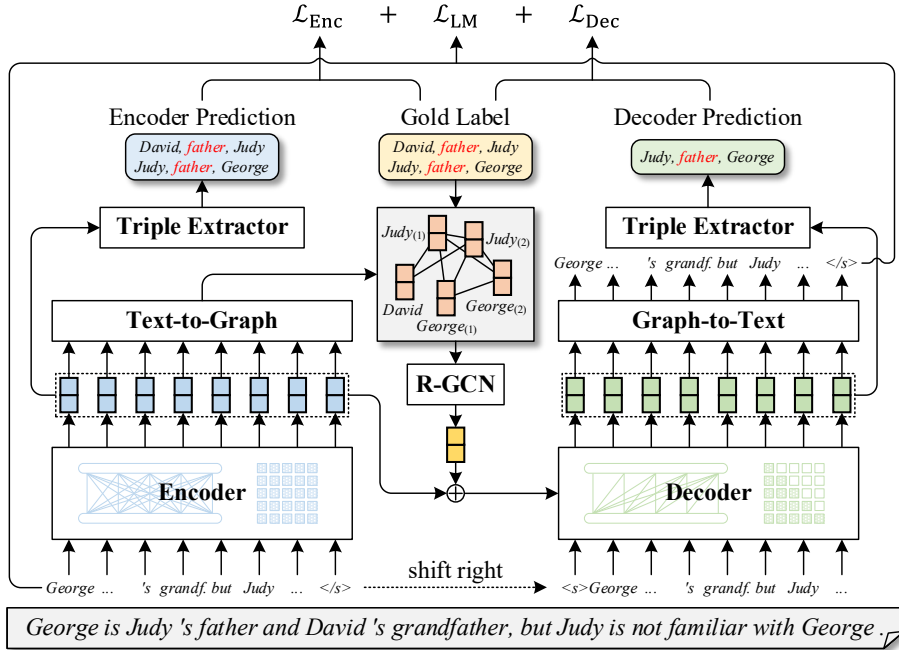 ℒ_Enc + ℒ_LM + ℒ_Dec
Encoder Prediction
Gold Label
Decoder Prediction
David, father, Judy
Judy, father, George
David, father, Judy
Judy, father, George
Judy, father, George
Triple Extractor
Triple Extractor
Judy(1)
Judy(2)
David
George(1)
George(2)
George ... 's grandf. but Judy ... </s>
Text-to-Graph
Graph-to-Text
R-GCN
Encoder
Decoder
George ... 's grandf. but Judy ... </s>
shift right
<s> George ... 's grandf. but Judy ...
George is Judy 's father and David 's grandfather, but Judy is not familiar with George .